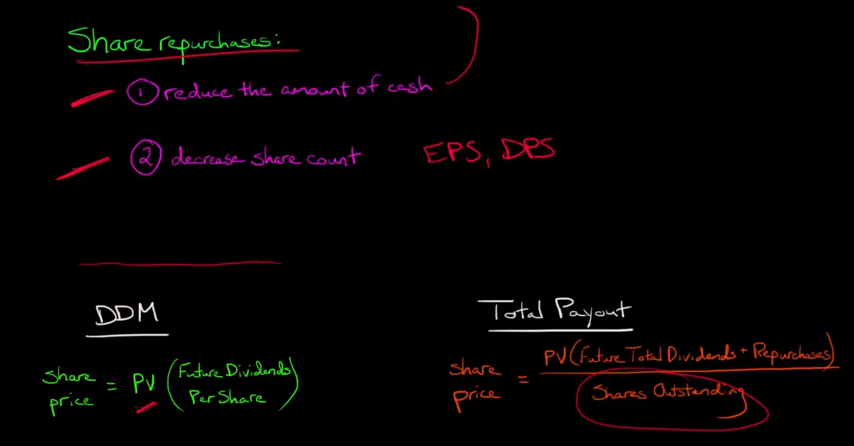 Share repurchases:
① reduce the amount of cash
② decrease share count EPS, DPS
DDM
share price = PV (Future Dividends Per Share)
Total Payout
share price = PV(Future Total Dividends + Repurchases)
Shares Outstanding